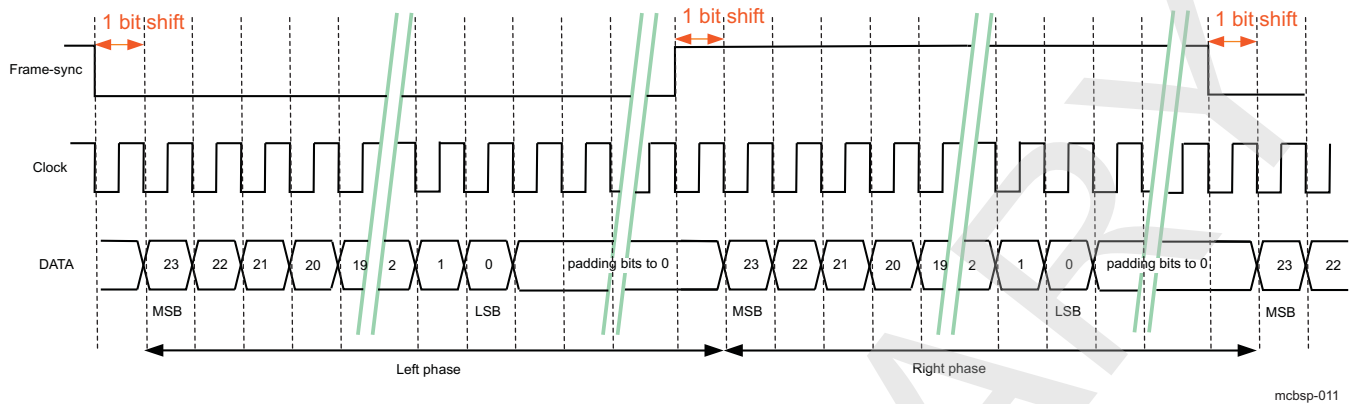 1 bit shift 1 bit shift 1 bit shift
Frame-sync
Clock
DATA 23 22 21 20 19 2 1 0 padding bits to 0 23 22 21 20 19 2 1 0 padding bits to 0 23 22
MSB LSB MSB LSB MSB
Left phase Right phase
mcbsp-011
ARY